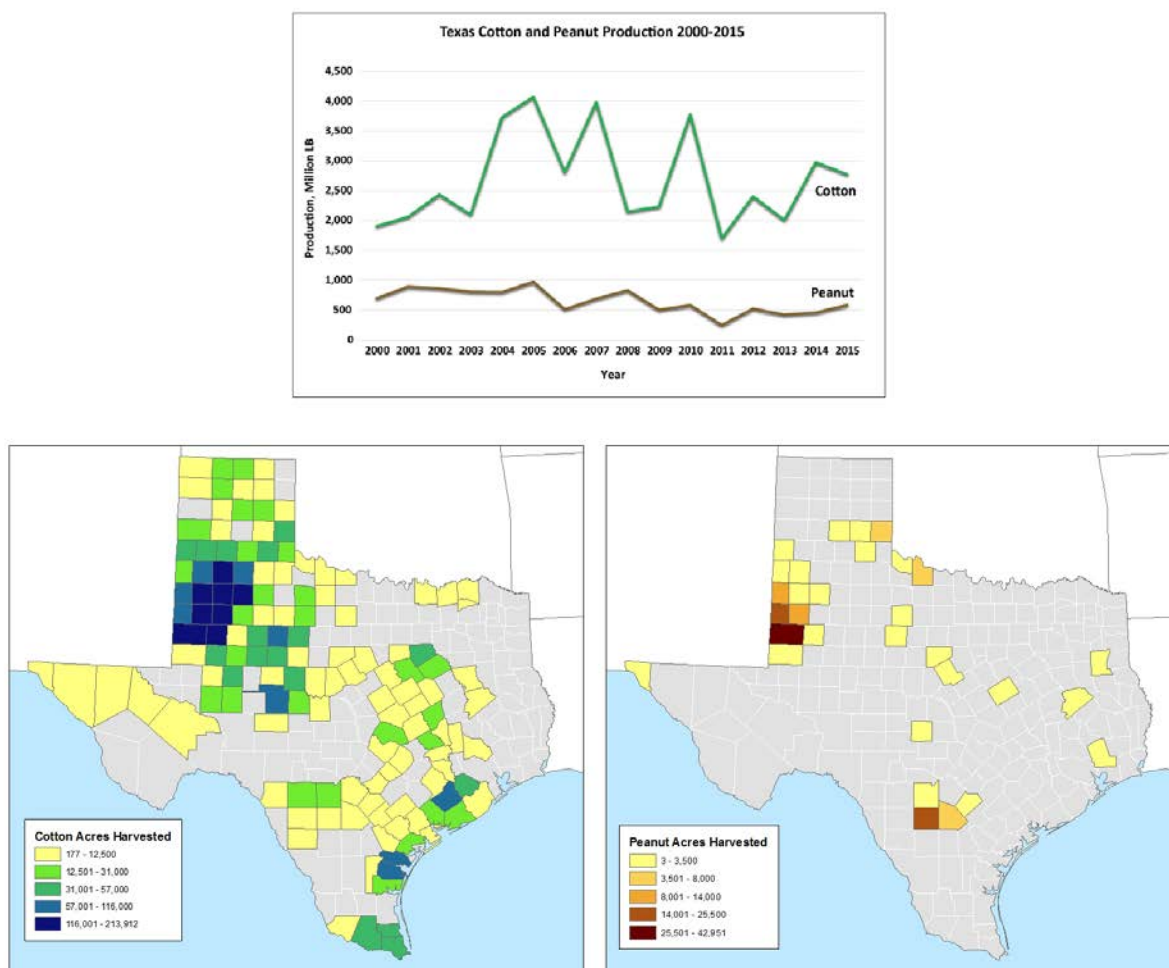 Texas Cotton and Peanut Production 2000-2015
Production, Million LB
4,500
4,000
3,500
3,000
2,500
2,000
1,500
1,000
500
0
Cotton
Peanut
2000 2001 2002 2003 2004 2005 2006 2007 2008 2009 2010 2011 2012 2013 2014 2015
Year
Cotton Acres Harvested
177 - 12,500
12,501 - 31,000
31,001 - 57,000
57,001 - 116,000
116,001 - 213,912
Peanut Acres Harvested
3 - 3,500
3,501 - 8,000
8,001 - 14,000
14,001 - 25,500
25,501 - 42,951